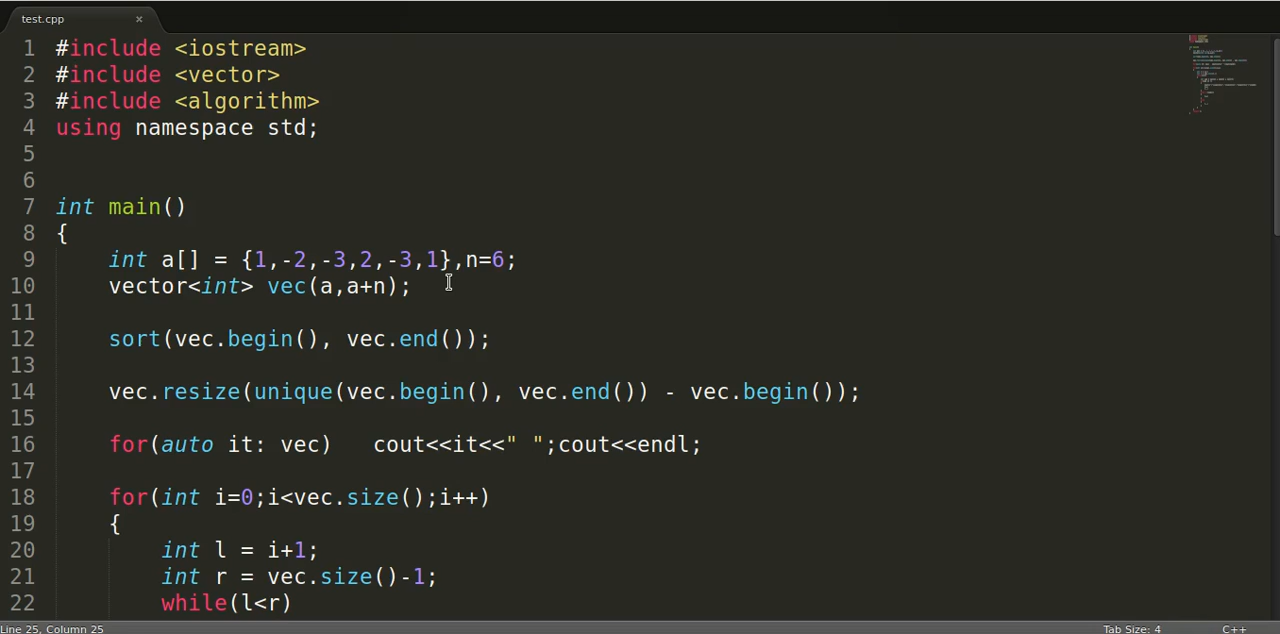 test.cpp ×
1 #include <iostream>
2 #include <vector>
3 #include <algorithm>
4 using namespace std;
5
6
7 int main()
8 {
9     int a[] = {1,-2,-3,2,-3,1},n=6;
10     vector<int> vec(a,a+n);
11
12     sort(vec.begin(), vec.end());
13
14     vec.resize(unique(vec.begin(), vec.end()) - vec.begin());
15
16     for(auto it: vec)   cout<<it<<" ";cout<<endl;
17
18     for(int i=0;i<vec.size();i++)
19     {
20         int l = i+1;
21         int r = vec.size()-1;
22         while(l<r)
Line 25, Column 25 Tab Size: 4 C++